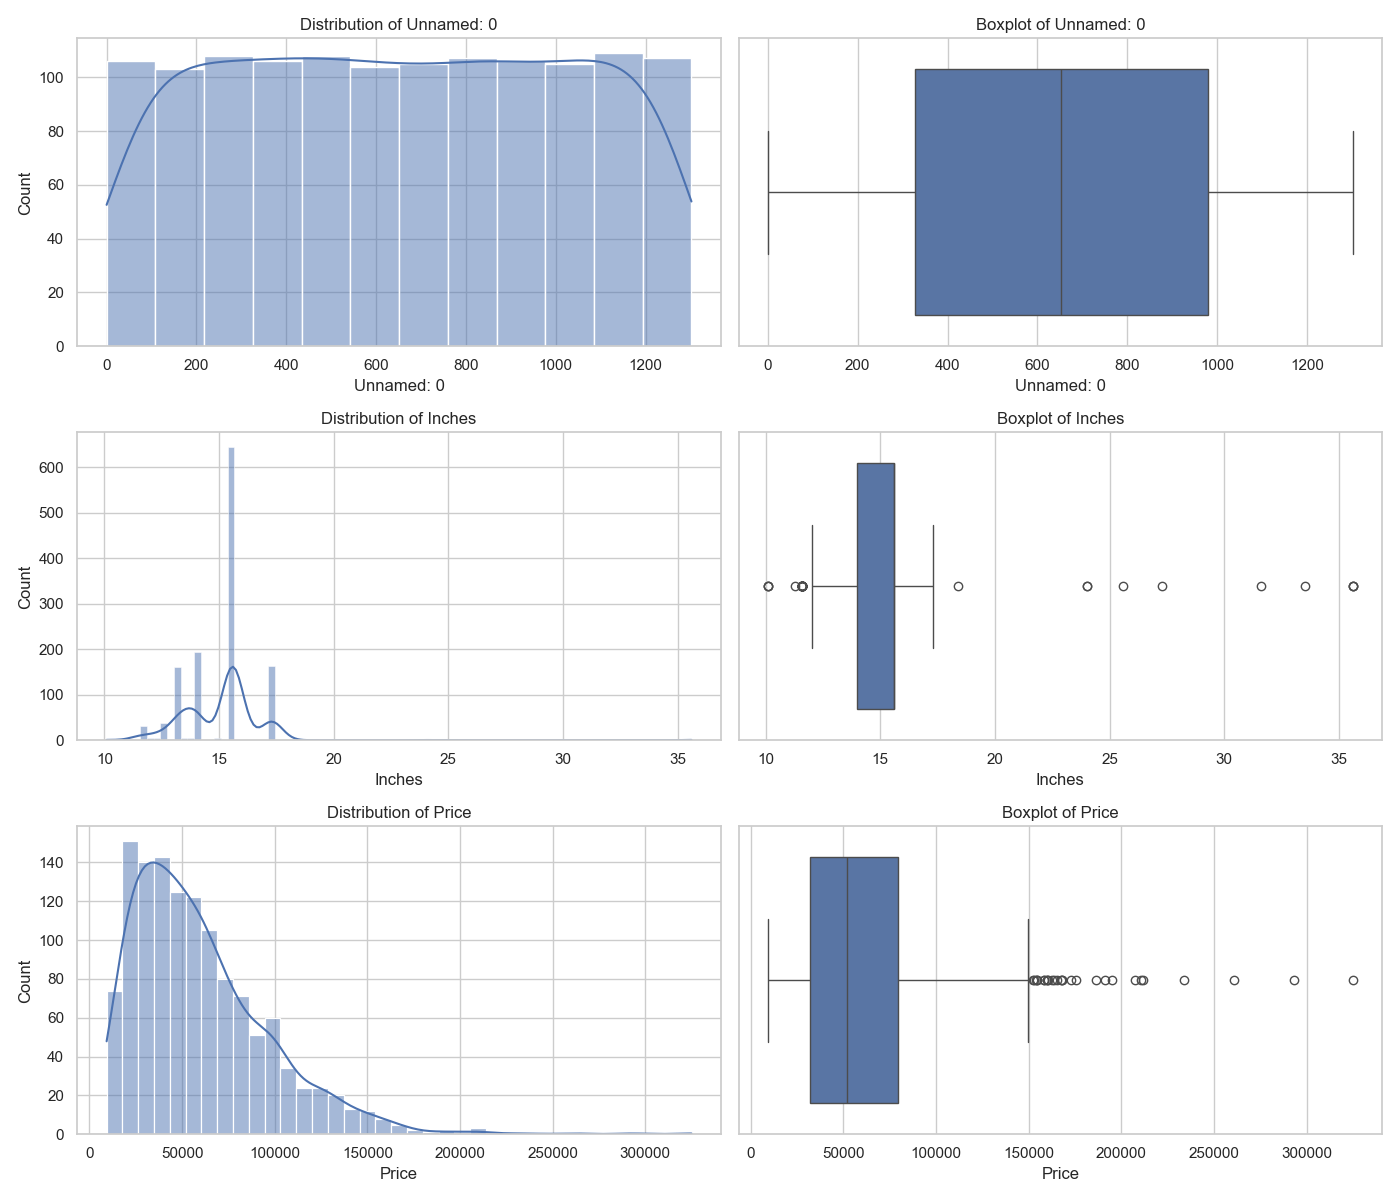 Distribution of Unnamed: 0
Boxplot of Unnamed: 0
100
80
60
40
20
0
Count
0 200 400 600 800 1000 1200
Unnamed: 0
0 200 400 600 800 1000 1200
Unnamed: 0
Distribution of Inches
Boxplot of Inches
600
500
400
300
200
100
0
Count
10 15 20 25 30 35
Inches
10 15 20 25 30 35
Inches
Distribution of Price
Boxplot of Price
140
120
100
80
60
40
20
0
Count
0 50000 100000 150000 200000 250000 300000
Price
0 50000 100000 150000 200000 250000 300000
Price